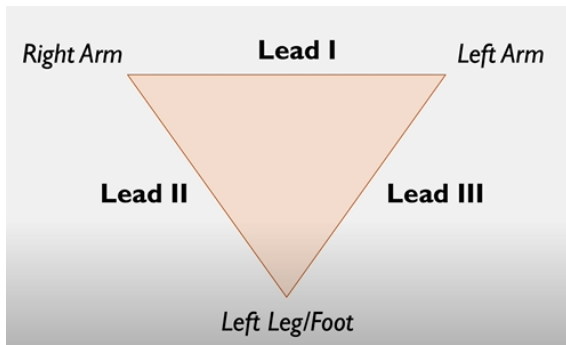 Right Arm
Lead I
Left Arm
Lead II
Lead III
Left Leg/Foot